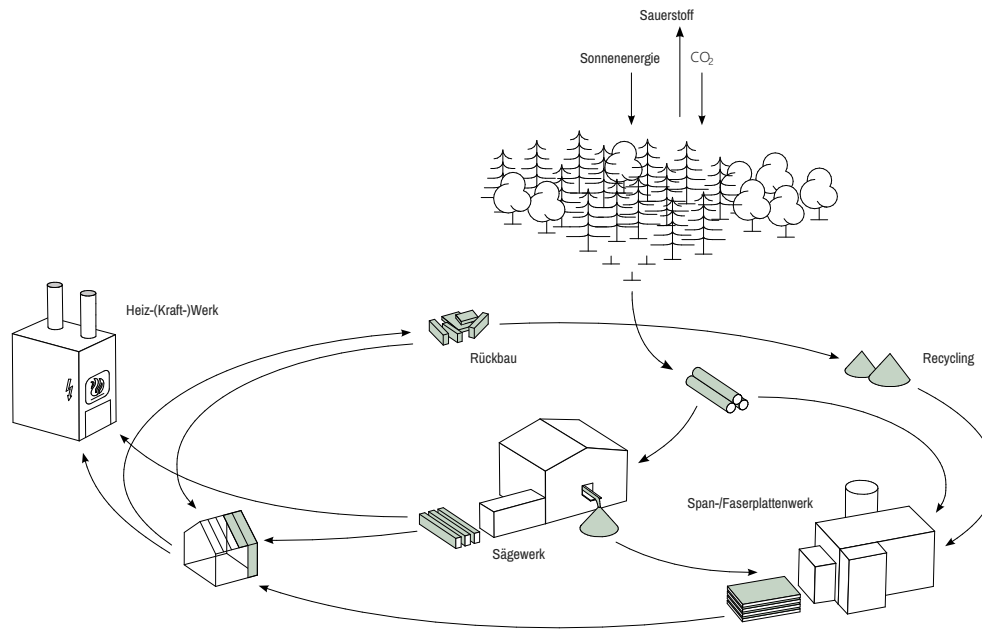 Sauerstoff
Sonnenenergie
CO₂
Heiz-(Kraft-)Werk
Rückbau
Recycling
Span-/Faserplattenwerk
Sägewerk